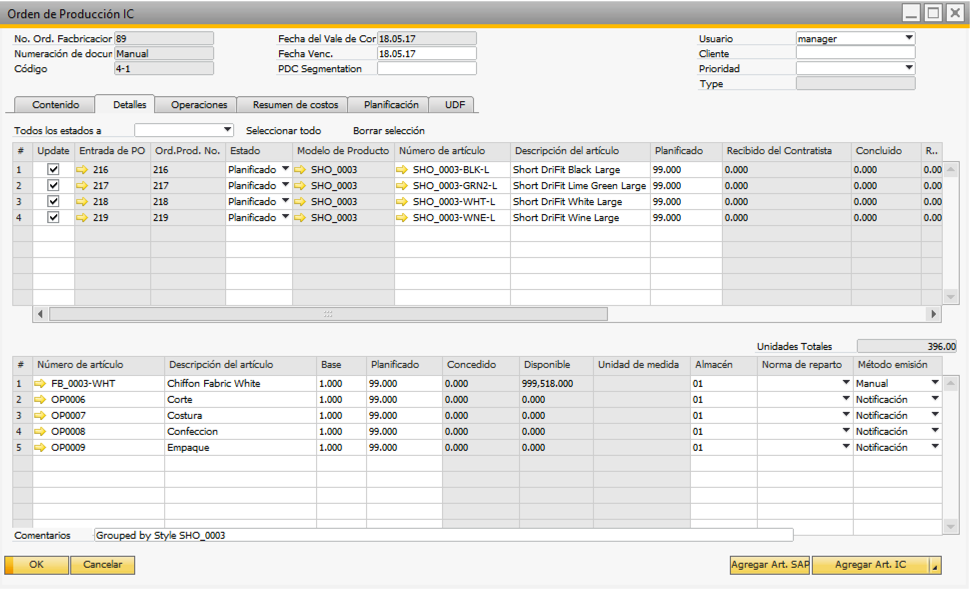 Orden de Producción IC
No. Ord. Facbricacior 89 Fecha del Vale de Cor 18.05.17 Usuario manager
Numeración de docur Manual Fecha Venc. 18.05.17 Cliente
Código 4-1 PDC Segmentation Prioridad
Type
Contenido Detalles Operaciones Resumen de costos Planificación UDF
Todos los estados a Seleccionar todo Borrar selección
# Update Entrada de PO Ord.Prod. No. Estado Modelo de Producto Número de artículo Descripción del artículo Planificado Recibido del Contratista Concluido R..
1 216 216 Planificado SHO_0003 SHO_0003-BLK-L Short DriFit Black Large 99.000 0.000 0.000 0.00
2 217 217 Planificado SHO_0003 SHO_0003-GRN2-L Short DriFit Lime Green Large 99.000 0.000 0.000 0.00
3 218 218 Planificado SHO_0003 SHO_0003-WHT-L Short DriFit White Large 99.000 0.000 0.000 0.00
4 219 219 Planificado SHO_0003 SHO_0003-WNE-L Short DriFit Wine Large 99.000 0.000 0.000 0.00
Unidades Totales 396.00
# Número de artículo Descripción del artículo Base Planificado Concedido Disponible Unidad de medida Almacén Norma de reparto Método emisión
1 FB_0003-WHT Chiffon Fabric White 1.000 99.000 0.000 999,518.000 01 Manual
2 OP0006 Corte 1.000 99.000 0.000 0.000 01 Notificación
3 OP0007 Costura 1.000 99.000 0.000 0.000 01 Notificación
4 OP0008 Confeccion 1.000 99.000 0.000 0.000 01 Notificación
5 OP0009 Empaque 1.000 99.000 0.000 0.000 01 Notificación
Comentarios Grouped by Style SHO_0003
OK Cancelar Agregar Art. SAP Agregar Art. IC